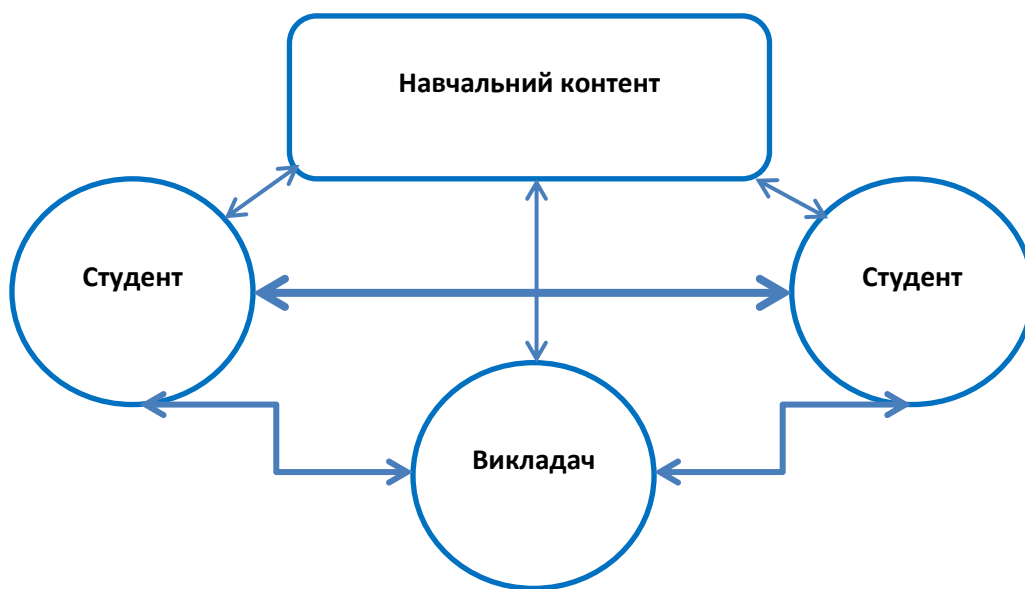 Навчальний контент
Студент
Студент
Викладач